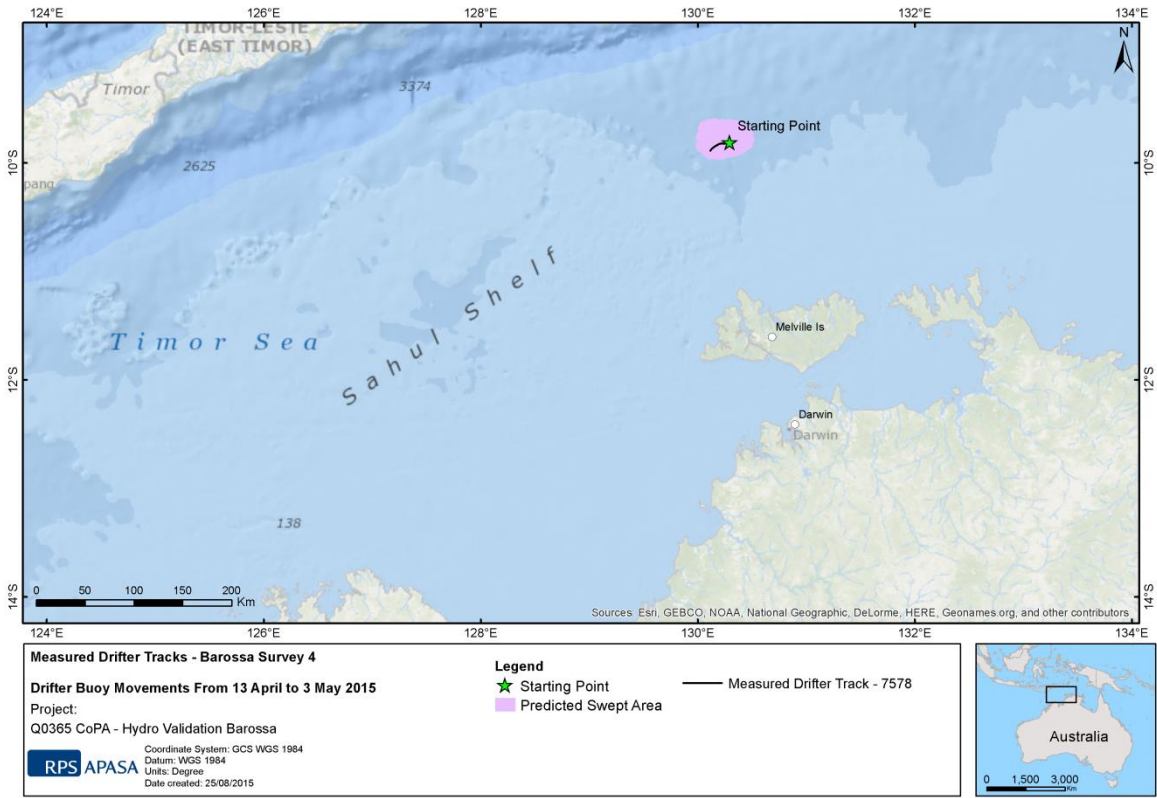 124°E 126°E 128°E 130°E 132°E 134°E
TIMOR-LESTE
(EAST TIMOR)
N
Timor
3374
Starting Point
10°S
10°S
2625
pang
Sahul Shelf
Melville Is
Timor Sea
12°S
12°S
Darwin
Darwin
138
0 50 100 150 200
Km
14°S
14°S
Sources: Esri, GEBCO, NOAA, National Geographic, DeLorme, HERE, Geonames.org, and other contributors
124°E 126°E 128°E 130°E 132°E 134°E
Measured Drifter Tracks - Barossa Survey 4
Drifter Buoy Movements From 13 April to 3 May 2015
Project:
Q0365 CoPA - Hydro Validation Barossa
RPS APASA
Coordinate System: GCS WGS 1984
Datum: WGS 1984
Units: Degree
Date created: 25/08/2015
Legend
Starting Point
Predicted Swept Area
Measured Drifter Track - 7578
Australia
0 1,500 3,000
Km